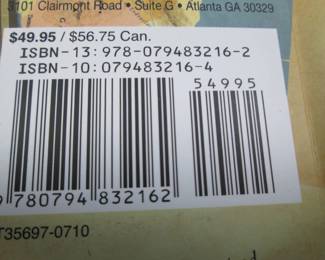 3101 Clairmont Road • Suite G • Atlanta GA 30329
$49.95 / $56.75 Can.
ISBN-13: 978-079483216-2
ISBN-10: 079483216-4
54995
9 780794 832162
T35697-0710